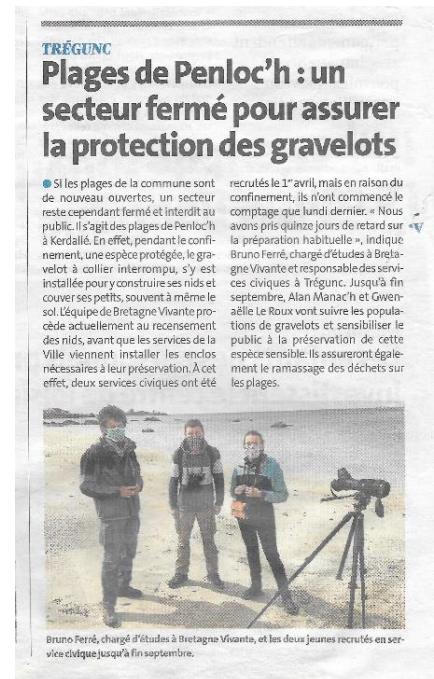 TRÉGUNC
Plages de Penloc'h : un
secteur fermé pour assurer
la protection des gravelots
● Si les plages de la commune sont
de nouveau ouvertes, un secteur
reste cependant fermé et interdit au
public. Il s'agit des plages de Penloc'h
à Kerdalié. En effet, pendant le confi-
nement, une espèce protégée, le gra-
velot à collier interrompu, s'y est
installée pour y construire ses nids et
couver ses petits, souvent à même le
sol. L'équipe de Bretagne Vivante pro-
cède actuellement au recensement
des nids, avant que les services de la
Ville viennent installer les enclos
nécessaires à leur préservation. À cet
effet, deux services civiques ont été
recrutés le 1er avril, mais en raison du
confinement, ils n'ont commencé le
comptage que lundi dernier. « Nous
avons pris quinze jours de retard sur
la préparation habituelle », indique
Bruno Ferré, chargé d'études à Breta-
gne Vivante et responsable des servi-
ces civiques à Trégunc. Jusqu'à fin
septembre, Alan Manac'h et Gwen-
aëlle Le Roux vont suivre les popula-
tions de gravelots et sensibiliser le
public à la préservation de cette
espèce sensible. Ils assureront égale-
ment le ramassage des déchets sur
les plages.
Bruno Ferré, chargé d'études à Bretagne Vivante, et les deux jeunes recrutés en ser-
vice civique jusqu'à fin septembre.